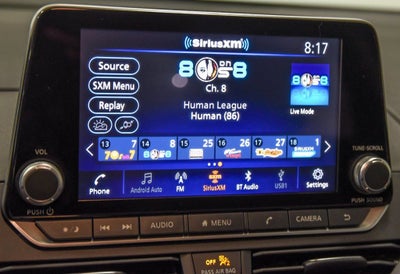 ((SiriusXM))
8:17
Source
8 on 8
Ch. 8
SXM Menu
Human League
Human (86)
Replay
Live Mode
13 7 14 8 15 25 16 26 17 27 18 1
VOL
TUNE·SCROLL
Phone
Android Auto
FM
SiriusXM
BT Audio
USB1
Settings
PUSH
AUDIO
MENU
CAMERA
PUSH SOUND
OFF
PASS AIR BAG